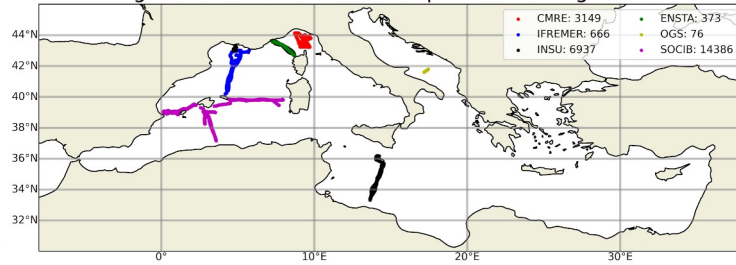 CMRE: 3149
ENSTA: 373
IFREMER: 666
OGS: 76
INSU: 6937
SOCIB: 14386
44°N
42°N
40°N
38°N
36°N
34°N
32°N
0°
10°E
20°E
30°E